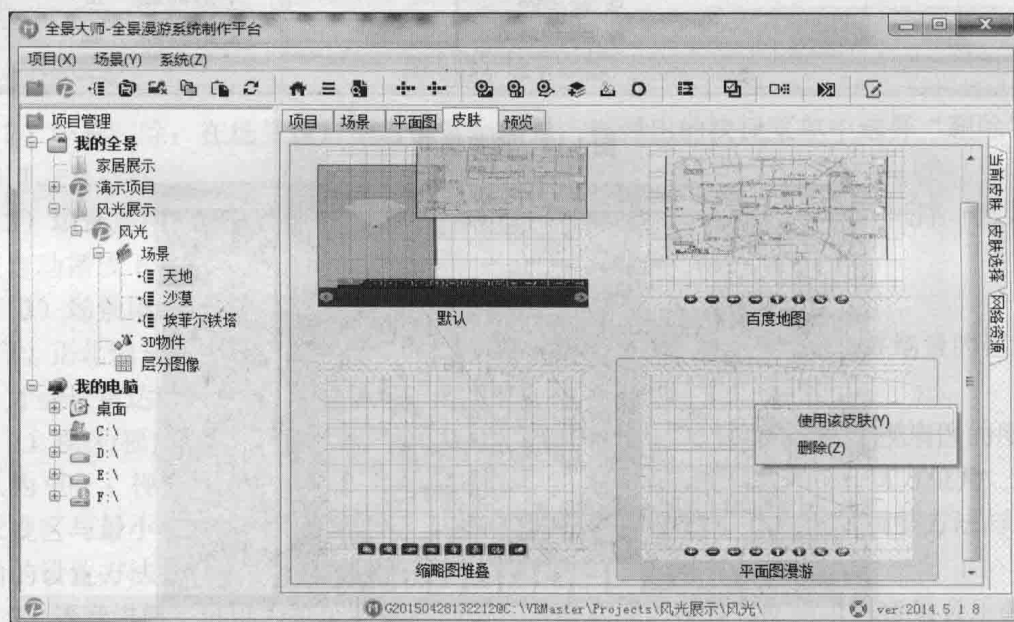 全景大师-全景漫游系统制作平台
项目(X) 场景(Y) 系统(Z)
项目管理
我的全景
家居展示
演示项目
风光展示
风光
场景
天地
沙漠
埃菲尔铁塔
3D物件
层分图像
我的电脑
桌面
C:\
D:\
E:\
F:\
项目 场景 平面图 皮肤 预览
默认
百度地图
缩略图堆叠
平面图漫游
使用该皮肤(Y)
删除(Z)
当前皮肤
皮肤选择
网络资源
G20150428132212@C:\VRMaster\Projects\风光展示\风光\
ver:2014.5.1 8